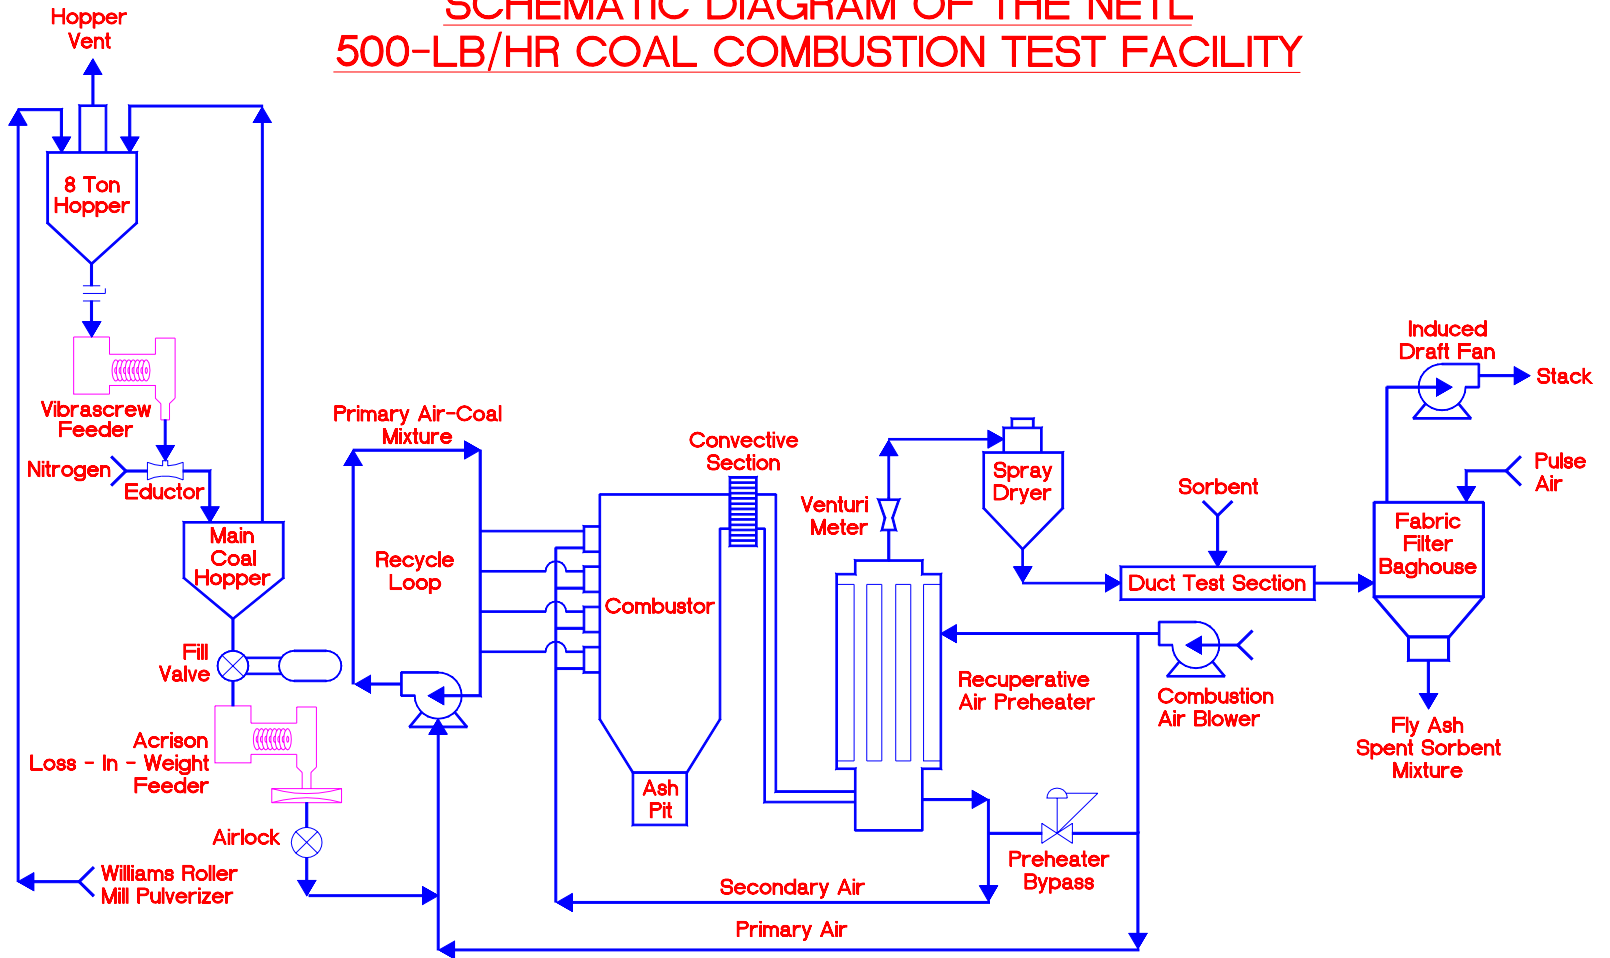 SCHEMATIC DIAGRAM OF THE NETL
500-LB/HR COAL COMBUSTION TEST FACILITY
Hopper
Vent
8 Ton
Hopper
Vibrascrew
Feeder
Nitrogen
Eductor
Main
Coal
Hopper
Fill
Valve
Acrison
Loss - In - Weight
Feeder
Airlock
Williams Roller
Mill Pulverizer
Primary Air-Coal
Mixture
Recycle
Loop
Combustor
Ash
Pit
Convective
Section
Venturi
Meter
Spray
Dryer
Sorbent
Duct Test Section
Recuperative
Air Preheater
Combustion
Air Blower
Preheater
Bypass
Secondary Air
Primary Air
Induced
Draft Fan
Stack
Pulse
Air
Fabric
Filter
Baghouse
Fly Ash
Spent Sorbent
Mixture